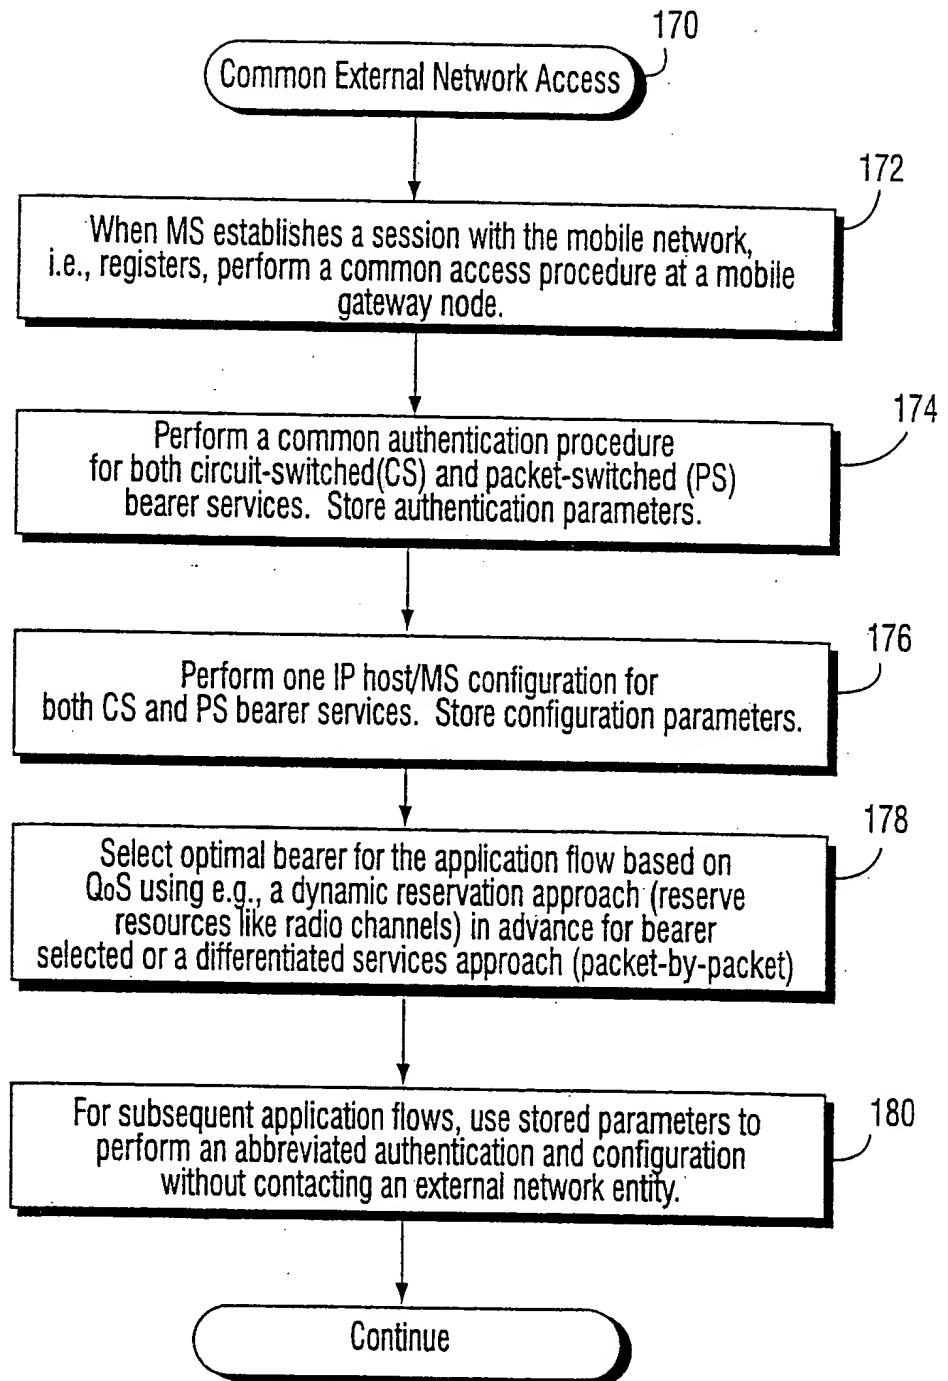 170
Common External Network Access
172
When MS establishes a session with the mobile network,
i.e., registers, perform a common access procedure at a mobile
gateway node.
174
Perform a common authentication procedure
for both circuit-switched(CS) and packet-switched (PS)
bearer services. Store authentication parameters.
176
Perform one IP host/MS configuration for
both CS and PS bearer services. Store configuration parameters.
178
Select optimal bearer for the application flow based on
QoS using e.g., a dynamic reservation approach (reserve
resources like radio channels) in advance for bearer
selected or a differentiated services approach (packet-by-packet)
180
For subsequent application flows, use stored parameters to
perform an abbreviated authentication and configuration
without contacting an external network entity.
Continue